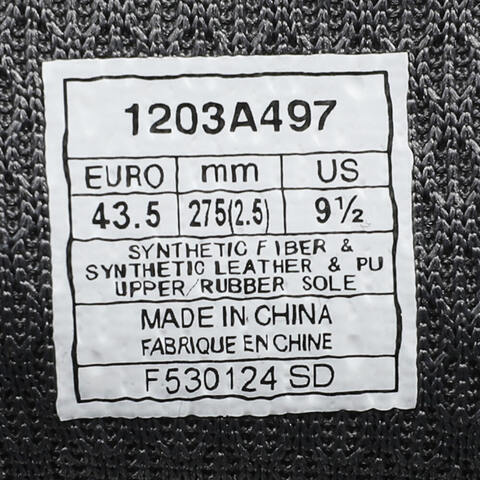 1203A497
EURO mm US
43.5 275(2.5) 9½
SYNTHETIC FIBER &
SYNTHETIC LEATHER & PU
UPPER/RUBBER SOLE
MADE IN CHINA
FABRIQUE EN CHINE
F530124 SD